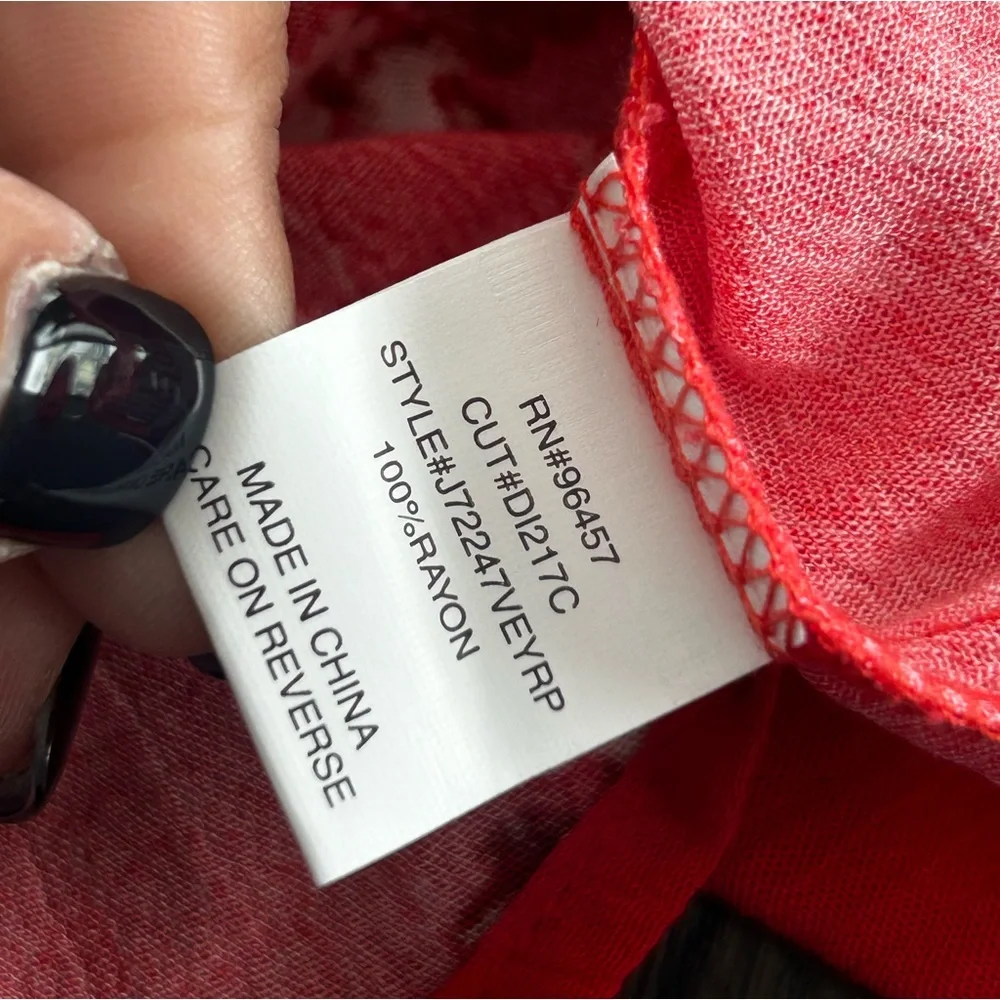 RN#96457
CUT#DI217C
STYLE#J72247VEYRP
100%RAYON
MADE IN CHINA
CARE ON REVERSE